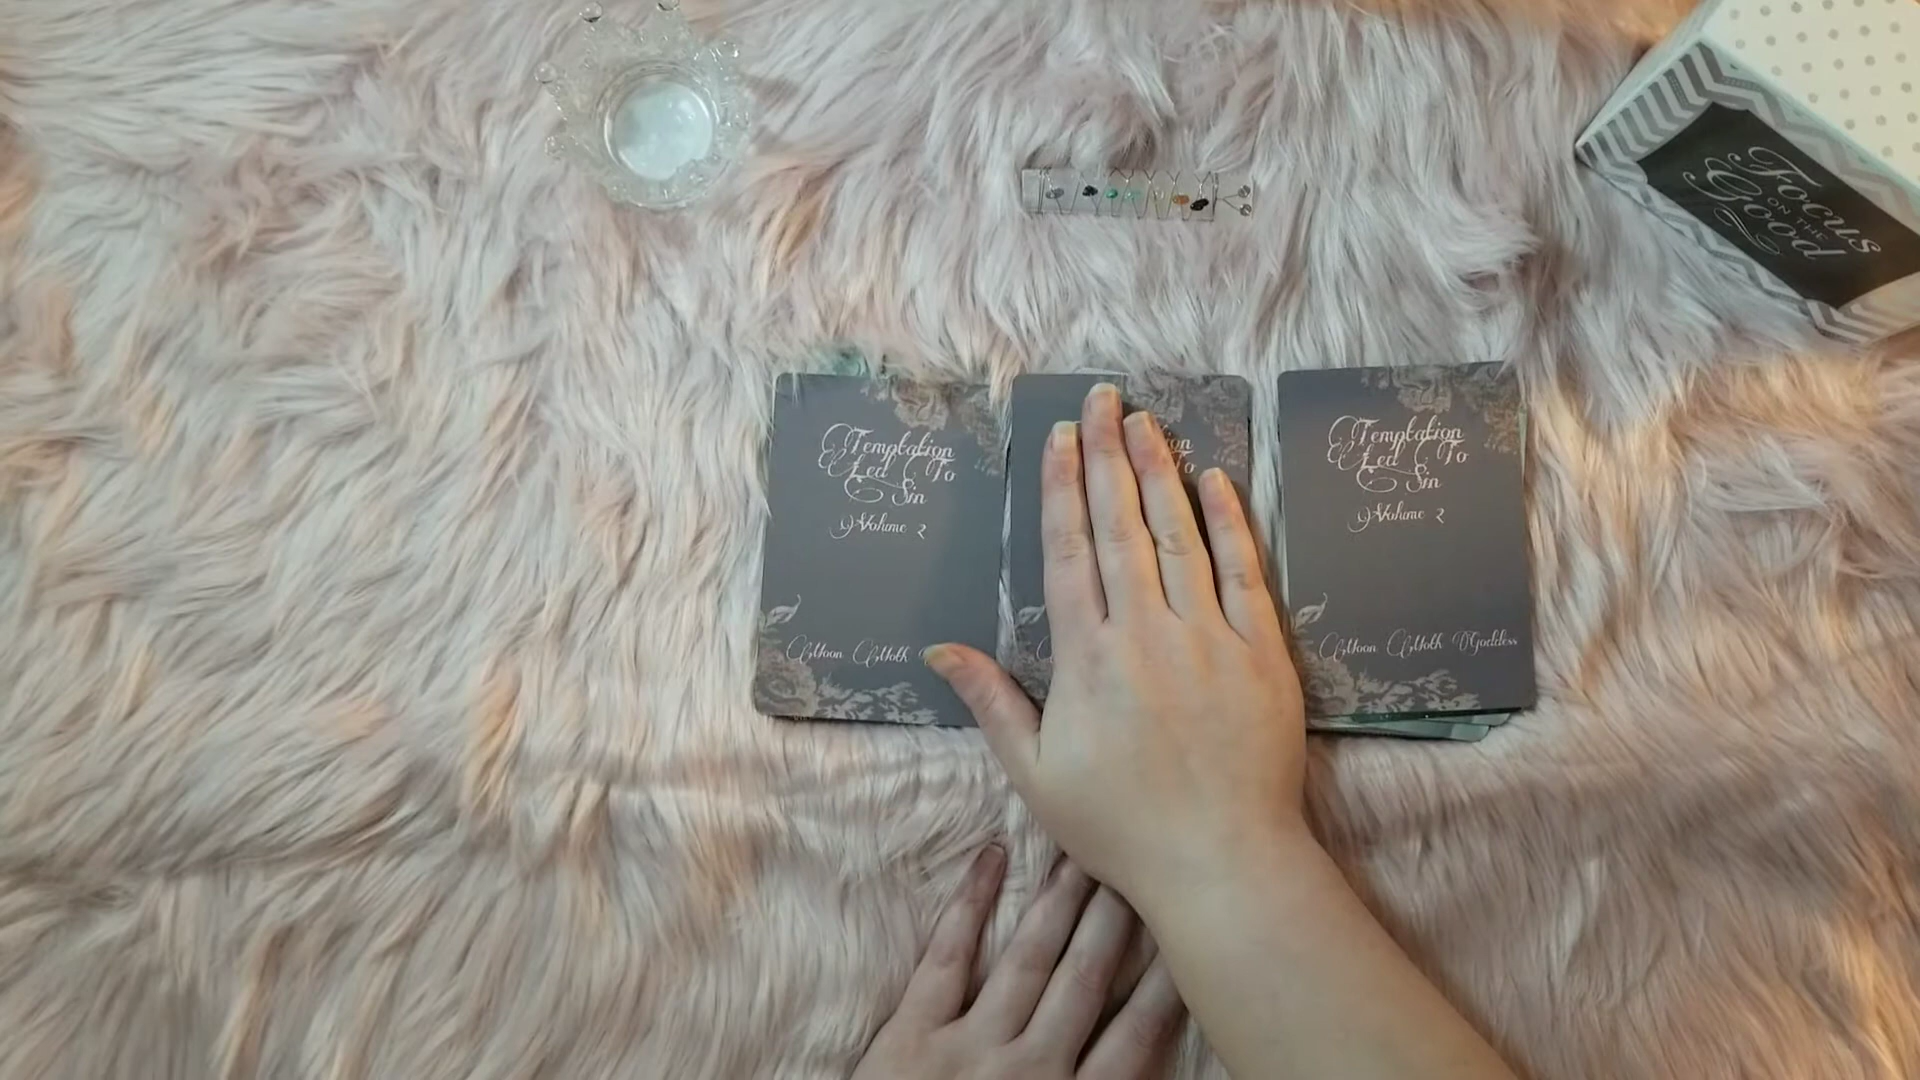 Focus
ON THE
Good
Temptation
Led To
Sin
Volume 2
Moon Moth
To
Temptation
Led To
Sin
Volume 2
Moon Moth Goddess